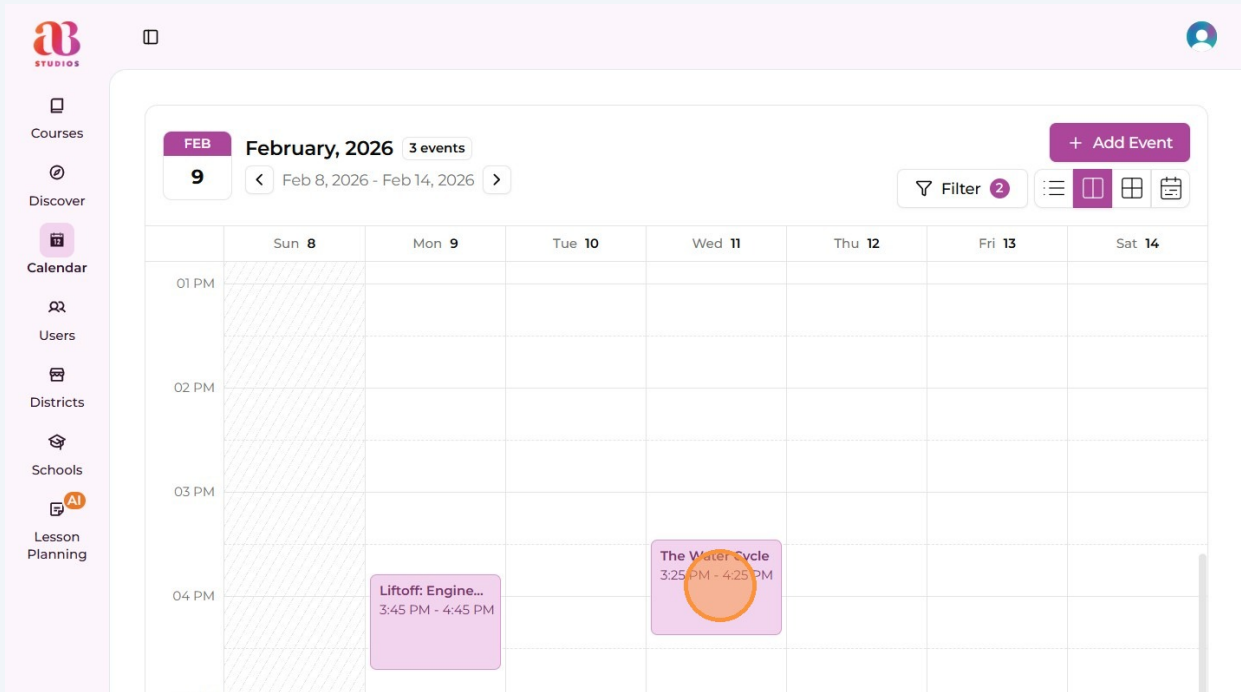 aB
STUDIOS
Courses
Discover
12
Calendar
Users
Districts
Schools
AI
Lesson
Planning
FEB
9
February, 2026
3 events
Feb 8, 2026 - Feb 14, 2026
+ Add Event
Filter 2
Sun 8
Mon 9
Tue 10
Wed 11
Thu 12
Fri 13
Sat 14
01 PM
02 PM
03 PM
04 PM
Liftoff: Engine...
3:45 PM - 4:45 PM
The Water Cycle
3:25 PM - 4:25 PM